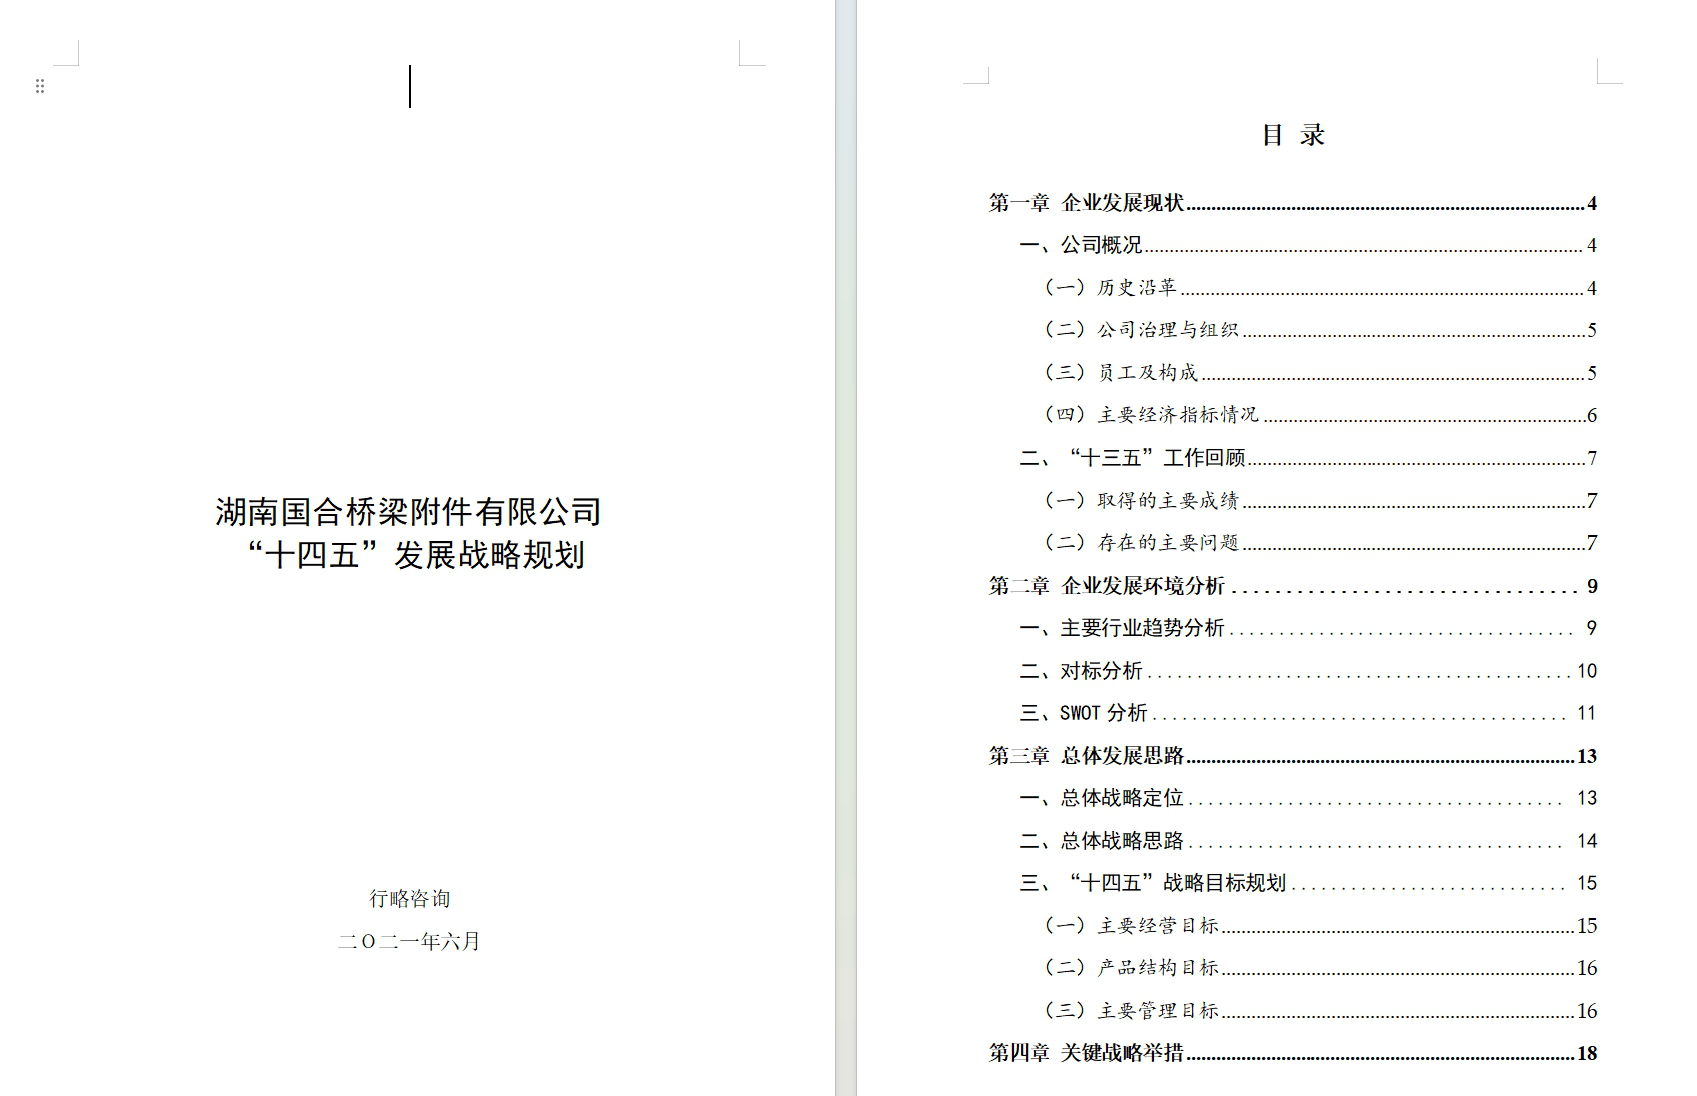 湖南国合桥梁附件有限公司
“十四五”发展战略规划
行略咨询
二〇二一年六月
目 录
第一章 企业发展现状........................................4
一、公司概况........................................4
（一）历史沿革........................................4
（二）公司治理与组织........................................5
（三）员工及构成........................................5
（四）主要经济指标情况........................................6
二、“十三五”工作回顾........................................7
（一）取得的主要成绩........................................7
（二）存在的主要问题........................................7
第二章 企业发展环境分析........................................9
一、主要行业趋势分析........................................9
二、对标分析........................................10
三、SWOT 分析........................................11
第三章 总体发展思路........................................13
一、总体战略定位........................................13
二、总体战略思路........................................14
三、“十四五”战略目标规划........................................15
（一）主要经营目标........................................15
（二）产品结构目标........................................16
（三）主要管理目标........................................16
第四章 关键战略举措........................................18